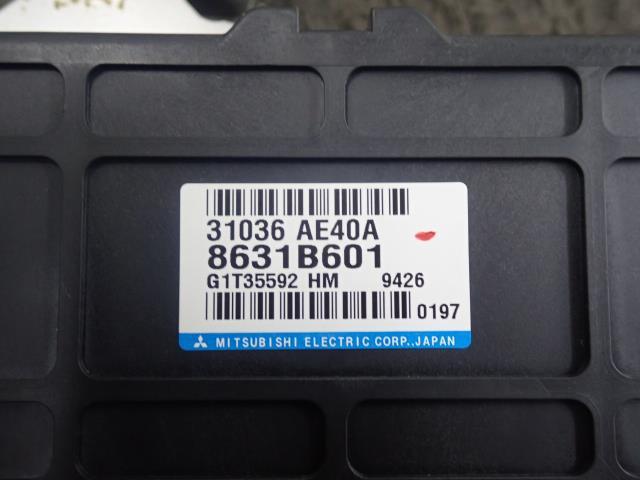 31036 AE40A
8631B601
G1T35592 HM 9426
0197
MITSUBISHI ELECTRIC CORP.,JAPAN